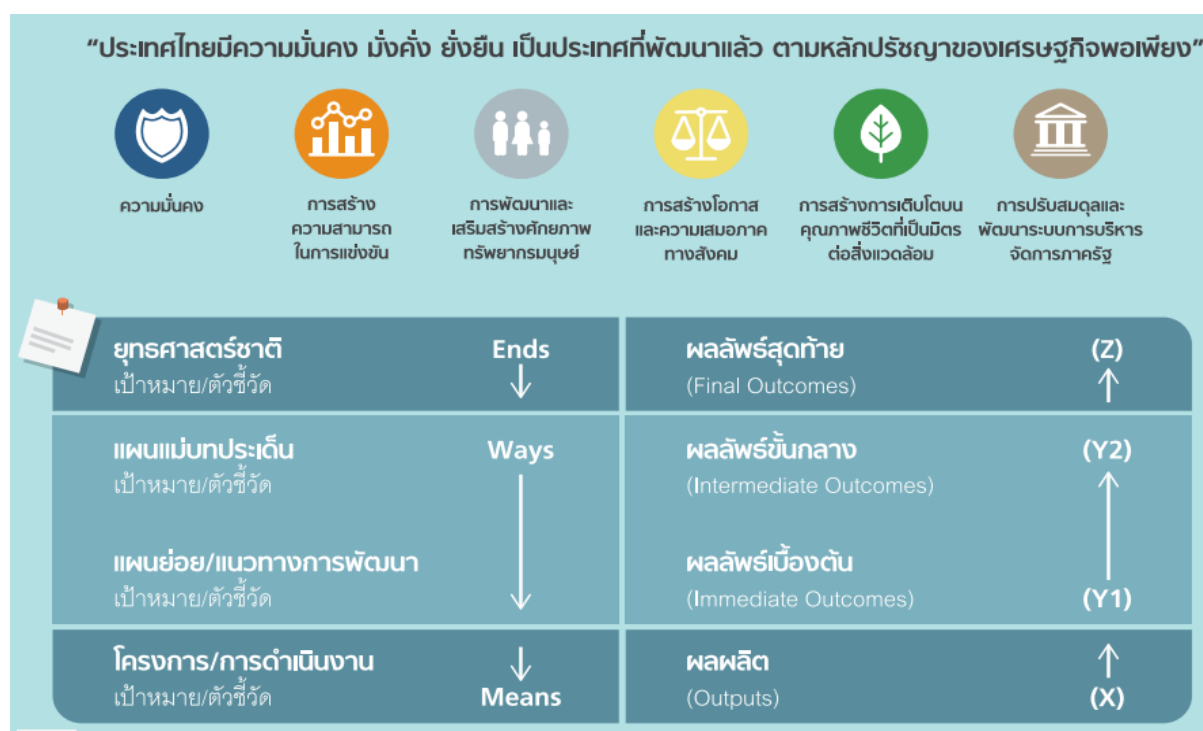 “ประเทศไทยมีความมั่นคง มั่งคั่ง ยั่งยืน เป็นประเทศที่พัฒนาแล้ว ตามหลักปรัชญาของเศรษฐกิจพอเพียง”
ความมั่นคง
การสร้าง
ความสามารถ
ในการแข่งขัน
การพัฒนาและ
เสริมสร้างศักยภาพ
ทรัพยากรมนุษย์
การสร้างโอกาส
และความเสมอภาค
ทางสังคม
การสร้างการเติบโตบน
คุณภาพชีวิตที่เป็นมิตร
ต่อสิ่งแวดล้อม
การปรับสมดุลและ
พัฒนาระบบการบริหาร
จัดการภาครัฐ
ยุทธศาสตร์ชาติ Ends
เป้าหมาย/ตัวชี้วัด
ผลลัพธ์สุดท้าย (Z)
(Final Outcomes)
แผนแม่บทประเด็น Ways
เป้าหมาย/ตัวชี้วัด
ผลลัพธ์ขั้นกลาง (Y2)
(Intermediate Outcomes)
แผนย่อย/แนวทางการพัฒนา
เป้าหมาย/ตัวชี้วัด
ผลลัพธ์เบื้องต้น
(Immediate Outcomes) (Y1)
โครงการ/การดำเนินงาน
เป้าหมาย/ตัวชี้วัด Means
ผลผลิต
(Outputs) (X)